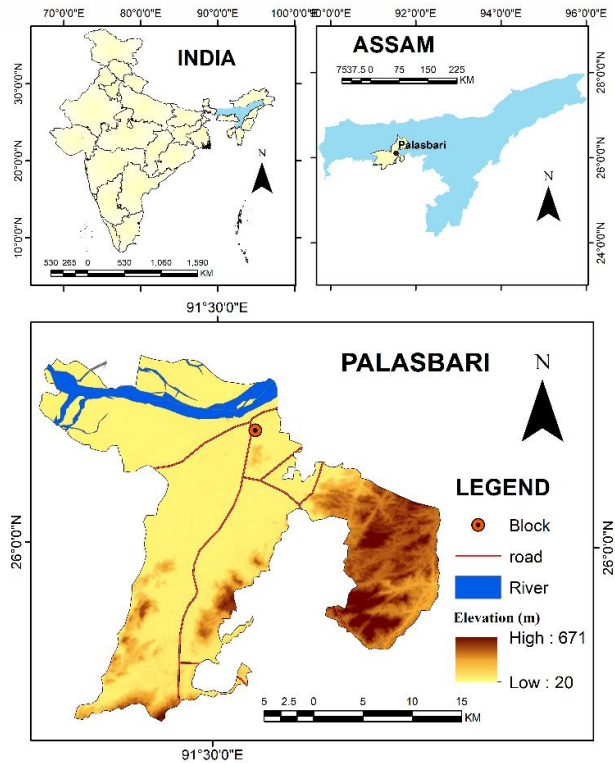 70°0'0"E 80°0'0"E 90°0'0"E 100°0'0"E
INDIA
30°0'0"N
20°0'0"N
10°0'0"N
N
530 265 0 530 1,060 1,590
KM
80°0'0"E 92°0'0"E 94°0'0"E 96°0'0"E
ASSAM
7537.5 0 75 150 225
KM
Palasbari
28°0'0"N
26°0'0"N
24°0'0"N
N
91°30'0"E
PALASBARI
N
LEGEND
Block
road
River
Elevation (m)
High : 671
Low : 20
26°0'0"N
26°0'0"N
5 2.5 0 5 10 15
KM
91°30'0"E